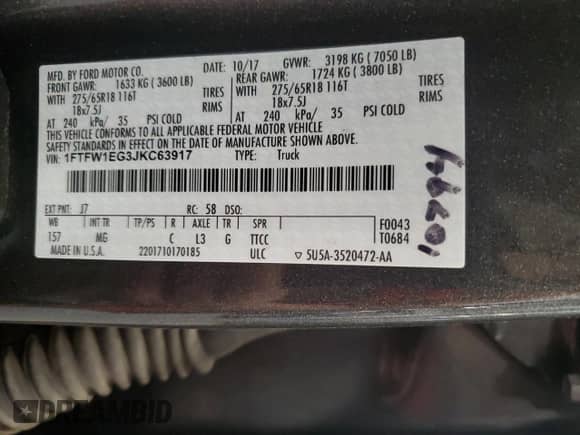 MFD. BY FORD MOTOR CO.
DATE: 10/17 GVWR: 3198 KG ( 7050 LB)
FRONT GAWR: 1633 KG ( 3600 LB)
REAR GAWR: 1724 KG ( 3800 LB)
WITH 275/65R18 116T TIRES
18x7.5J RIMS
WITH 275/65R18 116T TIRES
18x7.5J RIMS
AT 240 kPa/ 35 PSI COLD
AT 240 kPa/ 35 PSI COLD
THIS VEHICLE CONFORMS TO ALL APPLICABLE FEDERAL MOTOR VEHICLE
SAFETY STANDARDS IN EFFECT ON THE DATE OF MANUFACTURE SHOWN ABOVE.
VIN: 1FTFW1EG3JKC63917
TYPE: Truck
EXT PNT: J7 RC: 58 DSO:
WB INT TR TP/PS R AXLE TR SPR
157 MG C L3 G TTCC
F0043
T0684
MADE IN U.S.A. 2201710170185 ULC ▽ 5U5A-3520472-AA
DREAMBID